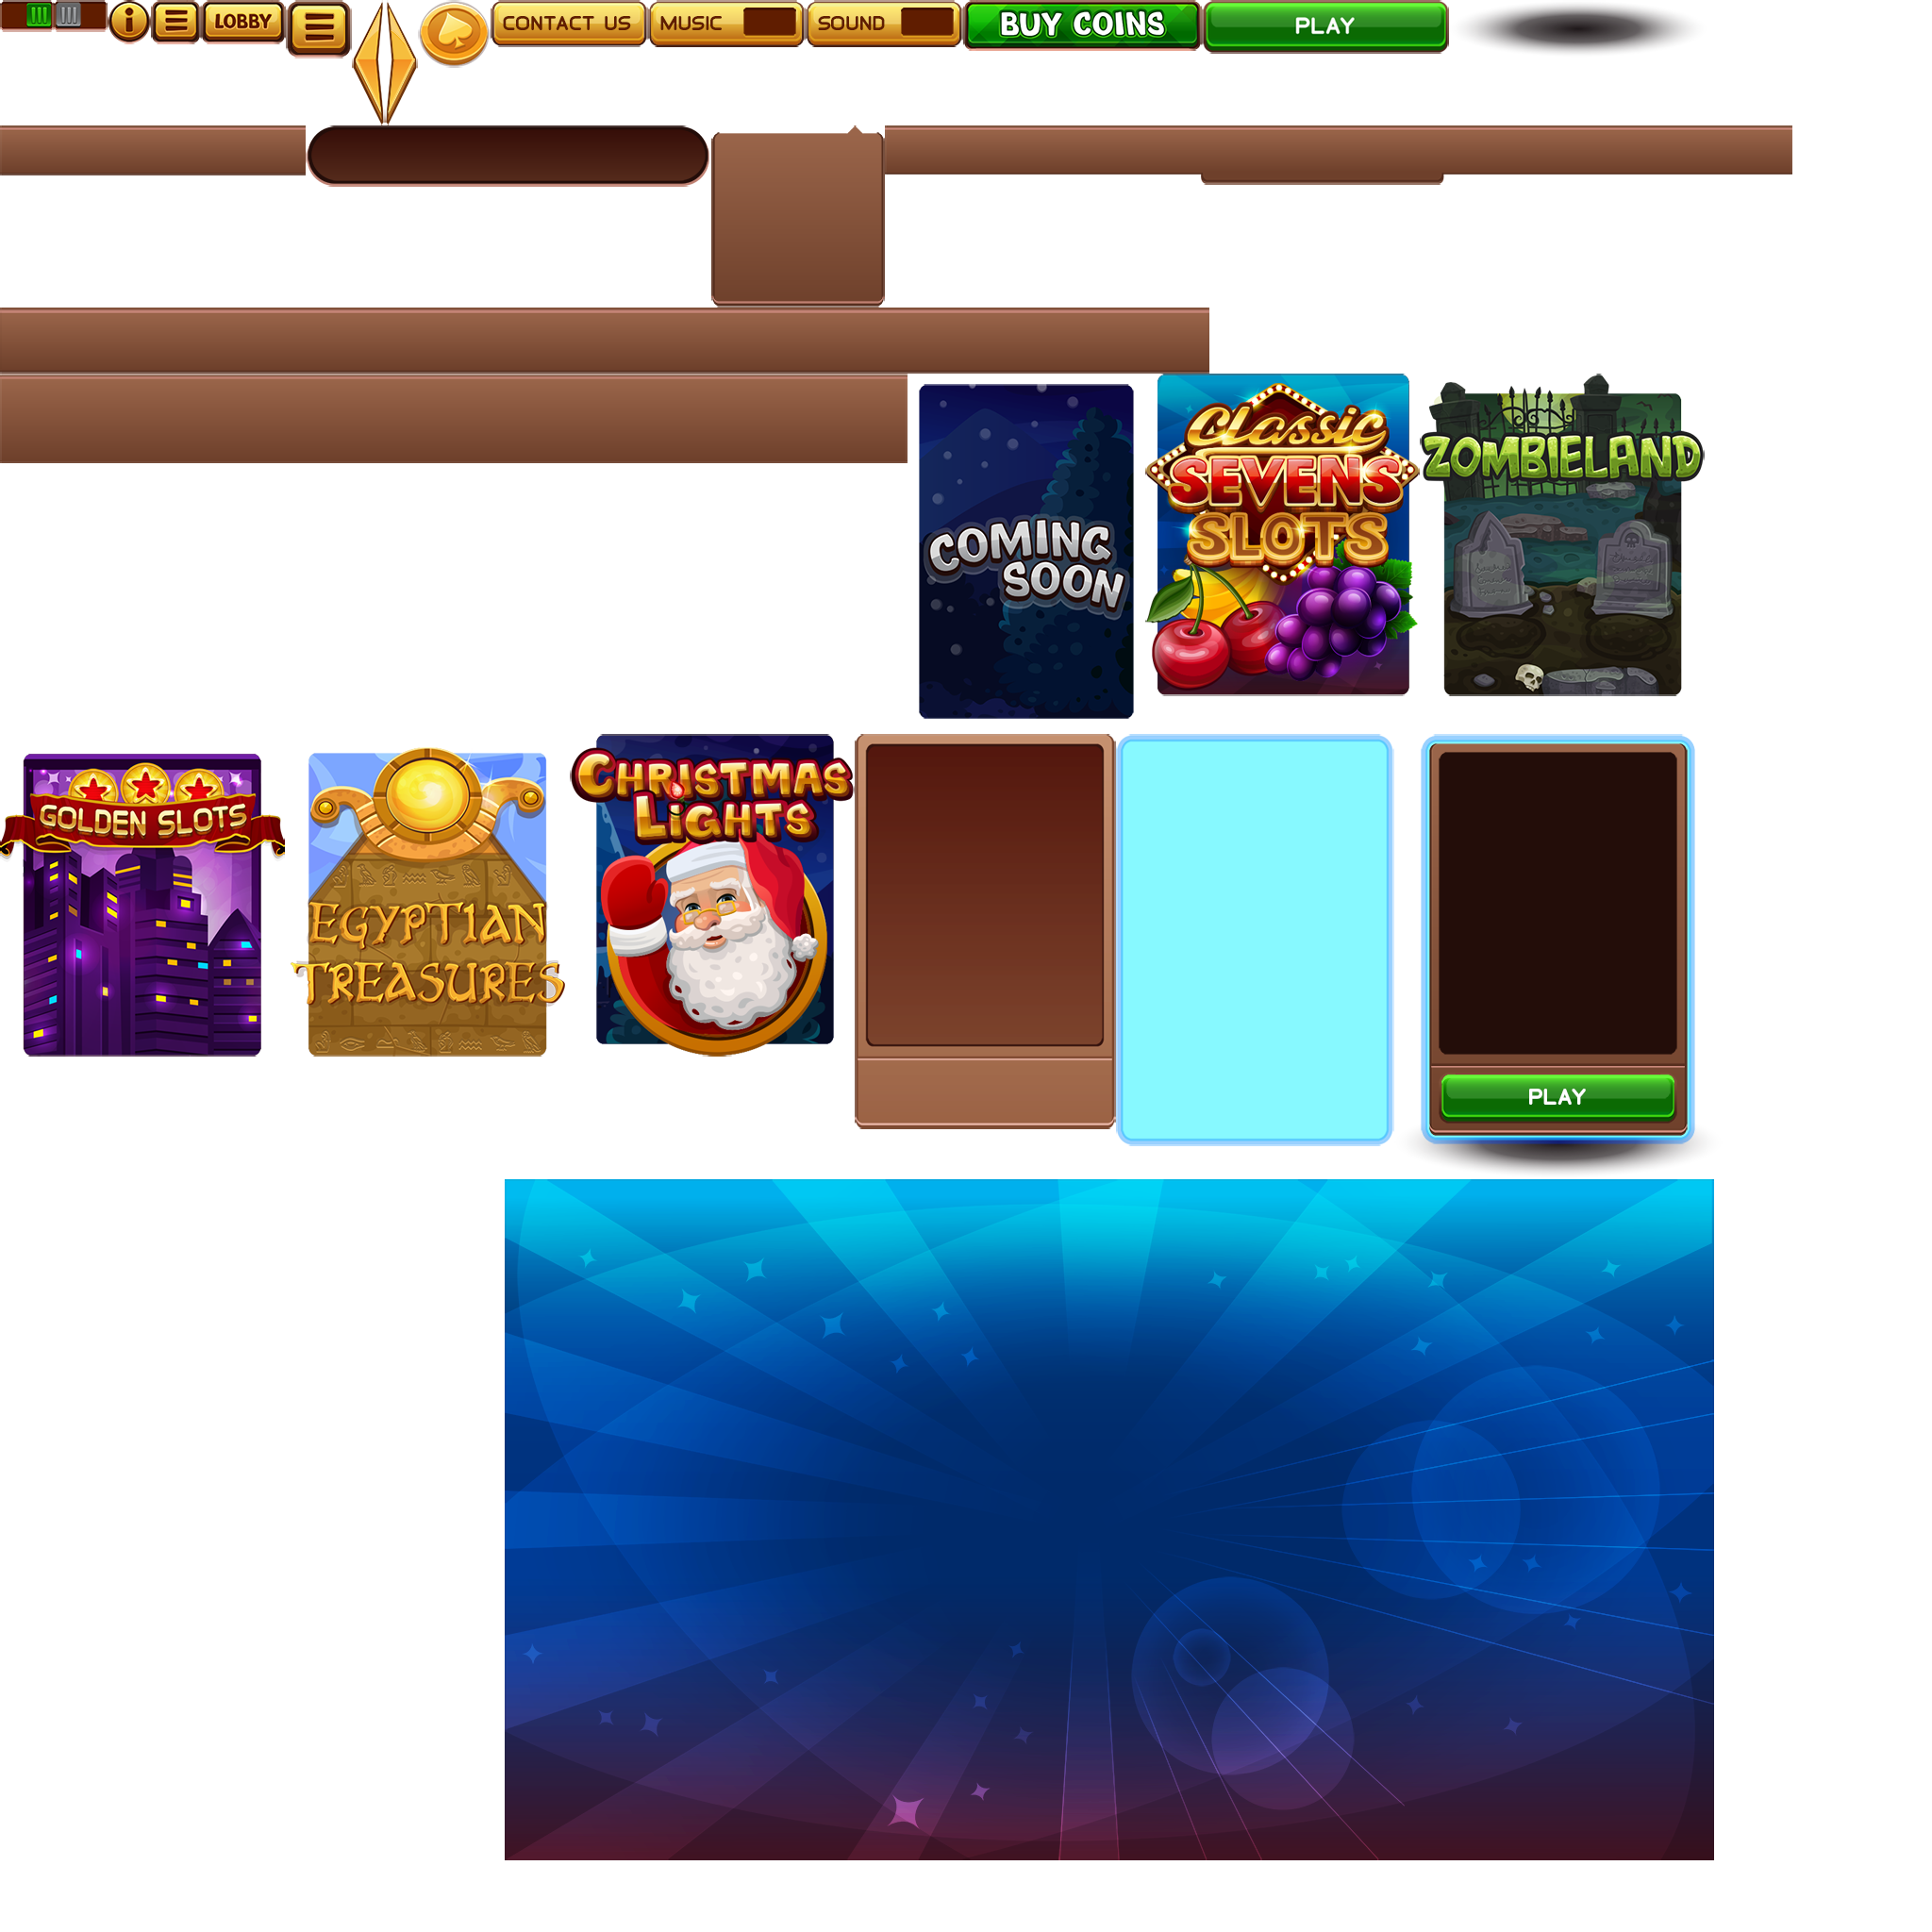 LOBBY
CONTACT US
MUSIC
SOUND
BUY COINS
PLAY
COMING
SOON
Classic
SEVENS
SLOTS
ZOMBIELAND
GOLDEN SLOTS
EGYPTIAN
TREASURES
CHRISTMAS
LIGHTS
PLAY